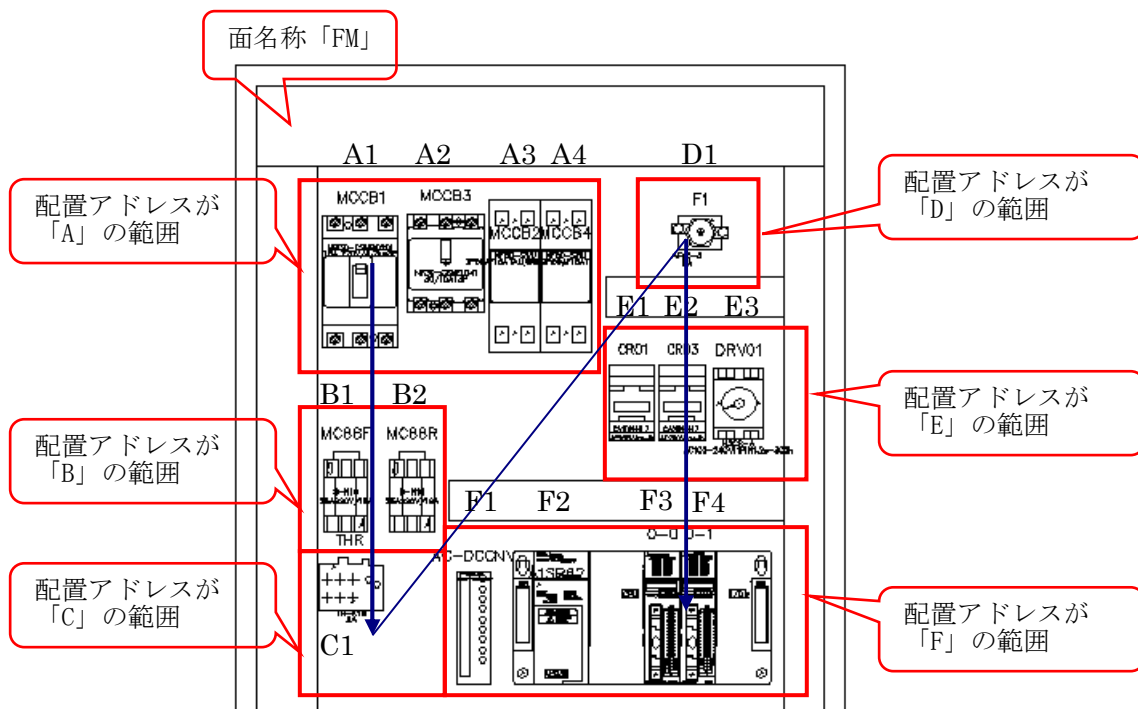 面名称「FM」
A1 A2 A3 A4 D1
配置アドレスが
「A」の範囲
MCCB1 MCCB3
MCCB2 MCCB4
F1
配置アドレスが
「D」の範囲
E1 E2 E3
CR01 CR03 DRV01
配置アドレスが
「E」の範囲
B1 B2
MC88F MC88R
配置アドレスが
「B」の範囲
THR
F1 F2 F3 F4
配置アドレスが
「C」の範囲
C1
AC-DCCNV
配置アドレスが
「F」の範囲